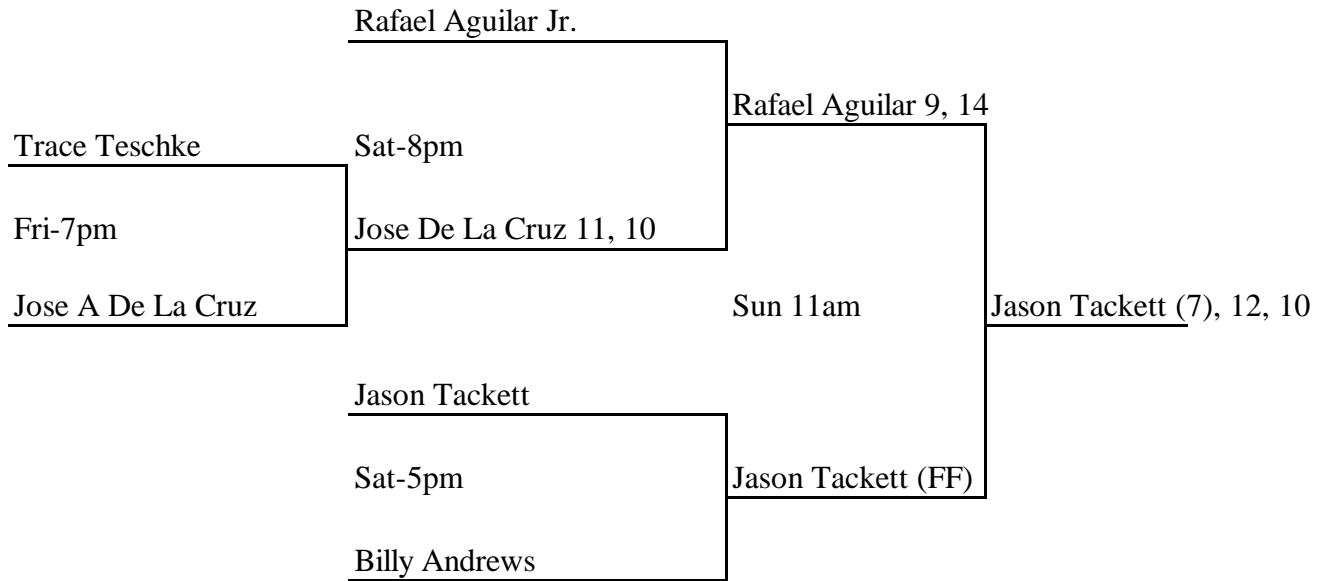 Rafael Aguilar Jr.
Rafael Aguilar 9, 14
Trace Teschke
Sat-8pm
Fri-7pm
Jose De La Cruz 11, 10
Jose A De La Cruz
Sun 11am
Jason Tackett (7), 12, 10
Jason Tackett
Sat-5pm
Jason Tackett (FF)
Billy Andrews